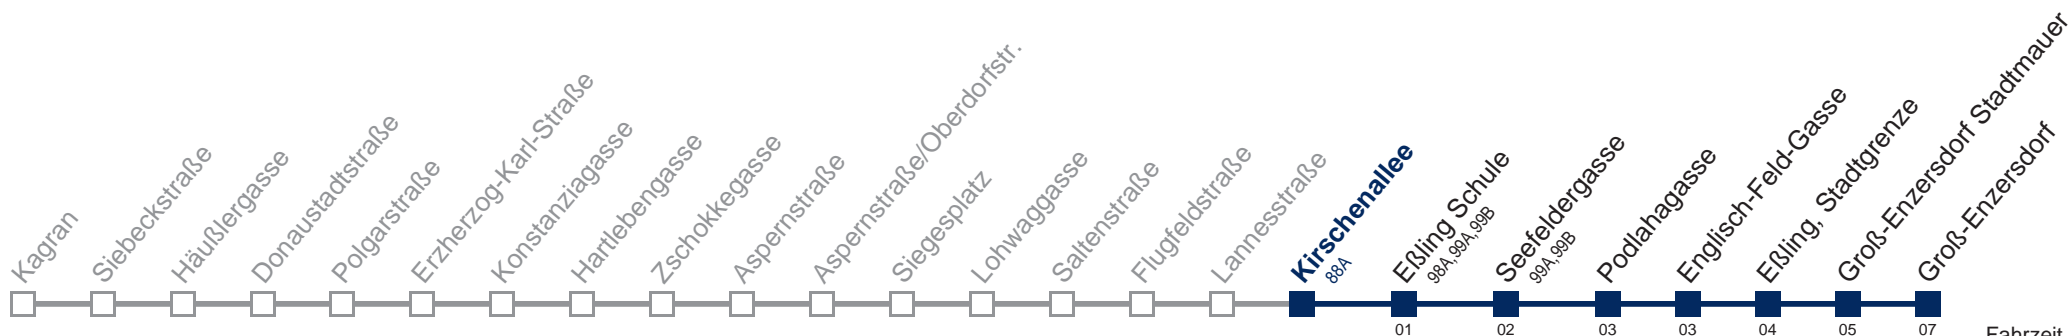 Kagran
Siebeckstraße
Häußlergasse
Donaustadtstraße
Polgarstraße
Erzherzog-Karl-Straße
Konstanziagasse
Hartlebengasse
Zschokkegasse
Aspernstraße
Aspernstraße/Oberdorfstr.
Siegesplatz
Lohwaggasse
Saltenstraße
Flugfeldstraße
Lannesstraße
Kirschenallee
88A
Eßling Schule
98A,99A,99B
Seefeldergasse
99A,99B
Podlahagasse
Englisch-Feld-Gasse
Eßling, Stadtgrenze
Groß-Enzersdorf Stadtmauer
Groß-Enzersdorf
01 02 03 03 04 05 07
Fahrzeit